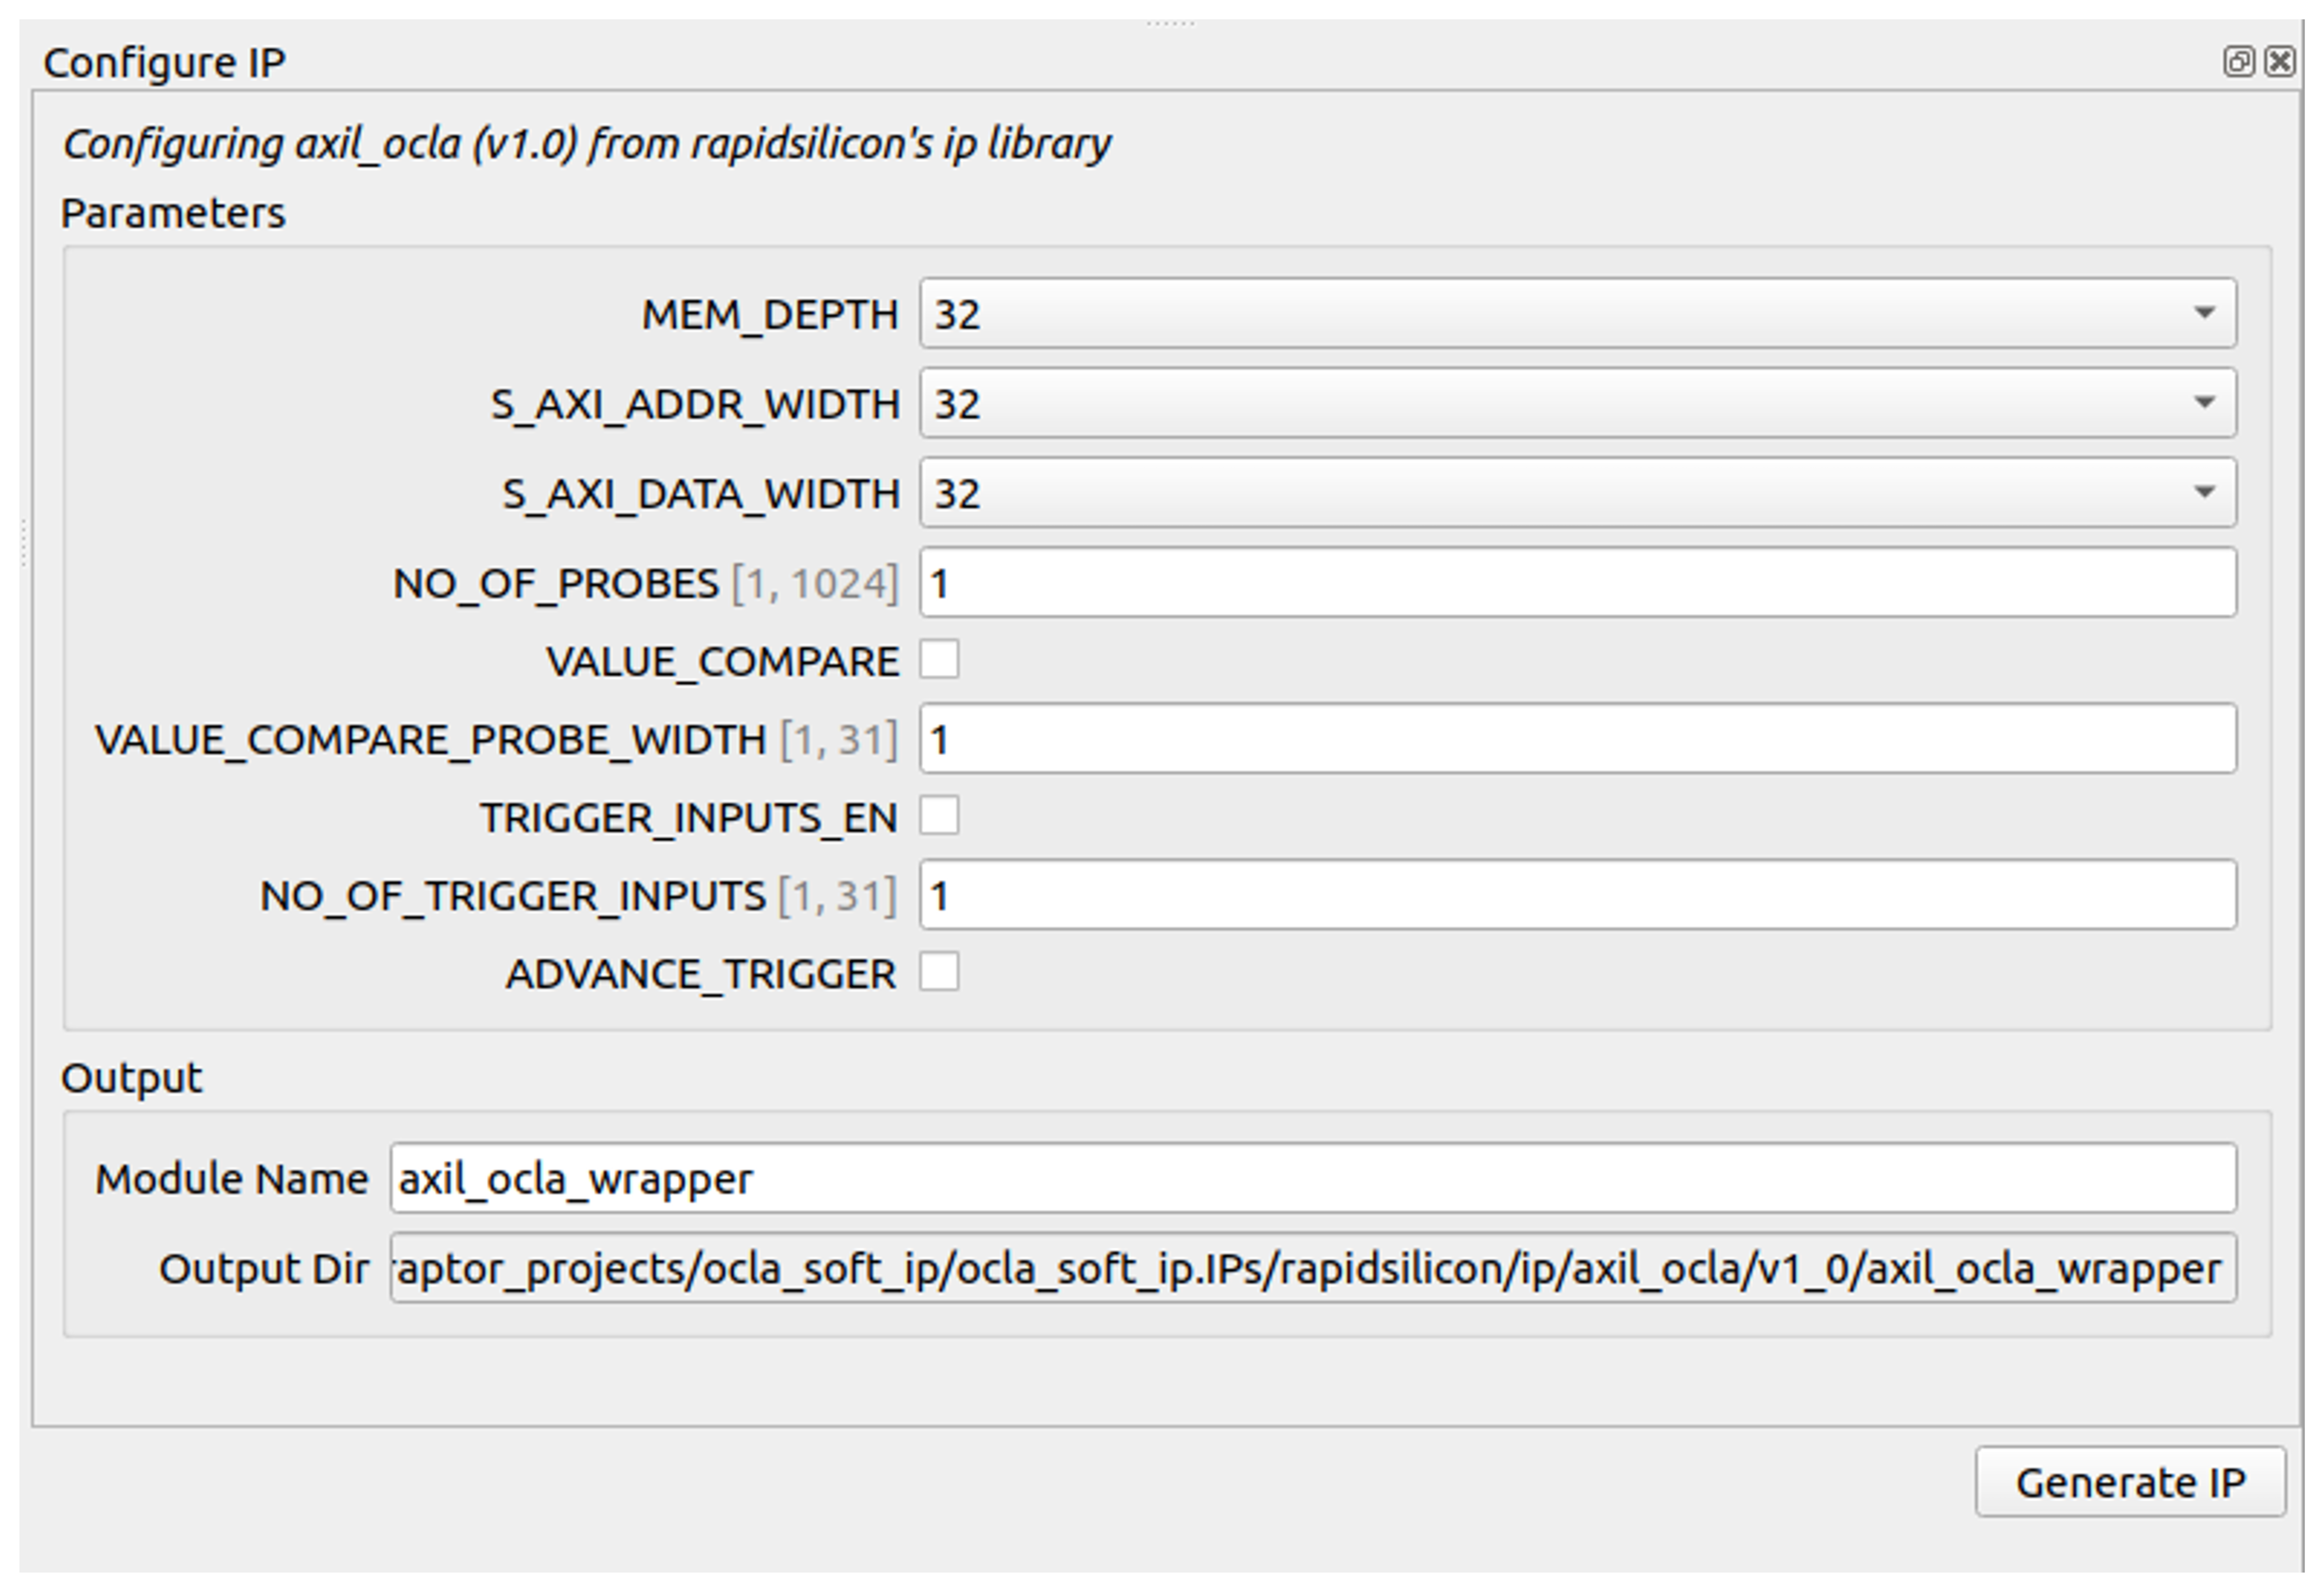 Configure IP
Configuring axil_ocla (v1.0) from rapidsilicon's ip library
Parameters
MEM_DEPTH 32
S_AXI_ADDR_WIDTH 32
S_AXI_DATA_WIDTH 32
NO_OF_PROBES [1, 1024] 1
VALUE_COMPARE
VALUE_COMPARE_PROBE_WIDTH [1, 31] 1
TRIGGER_INPUTS_EN
NO_OF_TRIGGER_INPUTS [1, 31] 1
ADVANCE_TRIGGER
Output
Module Name axil_ocla_wrapper
Output Dir raptor_projects/ocla_soft_ip/ocla_soft_ip.IPs/rapidsilicon/ip/axil_ocla/v1_0/axil_ocla_wrapper
Generate IP